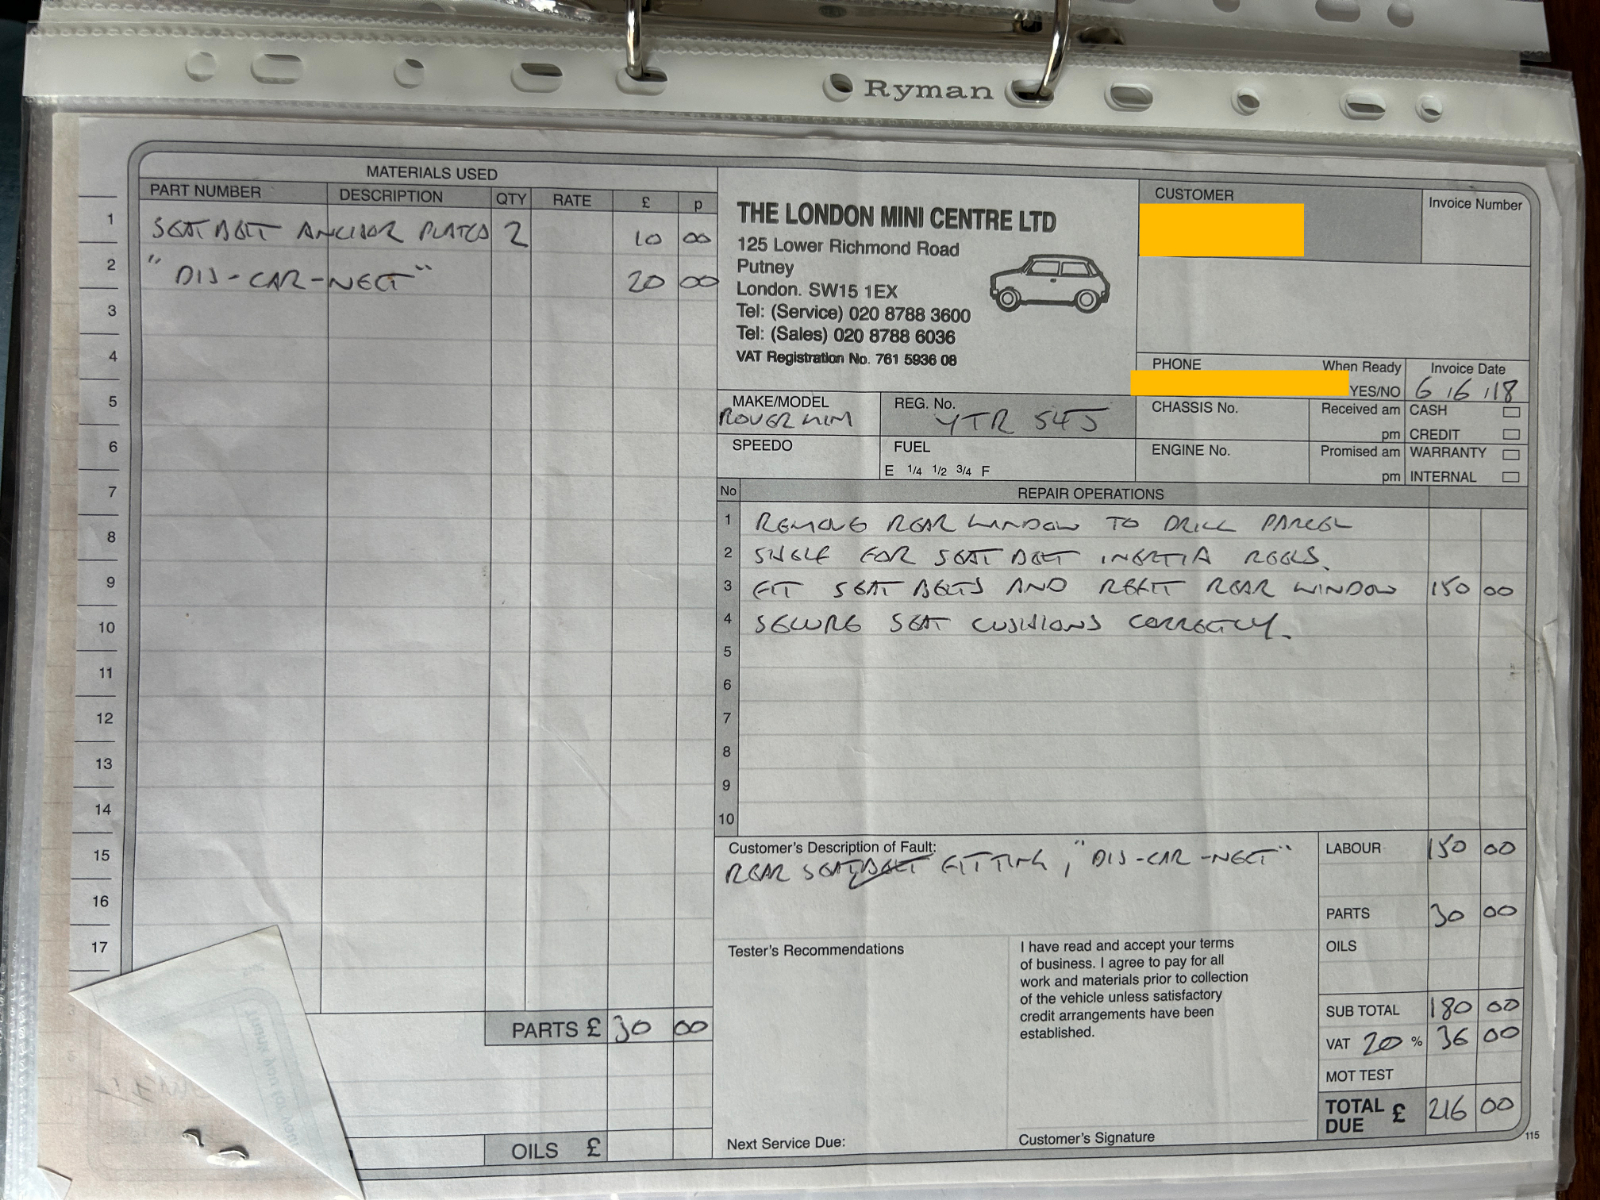 Ryman
MATERIALS USED
PART NUMBER DESCRIPTION QTY RATE £ p
1 SEAT BELT ANCHOR PLATES 2 10 00
2 "DIS-CAR-NECT" 20 00
3
4
5
6
7
8
9
10
11
12
13
14
15
16
17
PARTS £ 30 00
OILS £
THE LONDON MINI CENTRE LTD
125 Lower Richmond Road
Putney
London. SW15 1EX
Tel: (Service) 020 8788 3600
Tel: (Sales) 020 8788 6036
VAT Registration No. 761 5936 08
CUSTOMER
Invoice Number
PHONE
When Ready
YES/NO
Invoice Date
6 16 118
MAKE/MODEL
ROVER MINI
REG. No.
YTR 545
CHASSIS No.
Received am
pm
CASH
CREDIT
SPEEDO
FUEL
E 1/4 1/2 3/4 F
ENGINE No.
Promised am
pm
WARRANTY
INTERNAL
No REPAIR OPERATIONS
1 REMOVE REAR WINDOW TO DRILL PARCEL
2 SHELF FOR SEAT BELT INERTIA REELS.
3 FIT SEAT BELTS AND REFIT REAR WINDOW 150 00
4 SECURE SEAT CUSHIONS CORRECTLY.
5
6
7
8
9
10
Customer's Description of Fault:
REAR SEATBELT FITTING, "DIS-CAR-NECT"
Tester's Recommendations
Next Service Due:
I have read and accept your terms
of business. I agree to pay for all
work and materials prior to collection
of the vehicle unless satisfactory
credit arrangements have been
established.
Customer's Signature
LABOUR 150 00
PARTS 30 00
OILS
SUB TOTAL 180 00
VAT 20 % 36 00
MOT TEST
TOTAL DUE £ 216 00
115